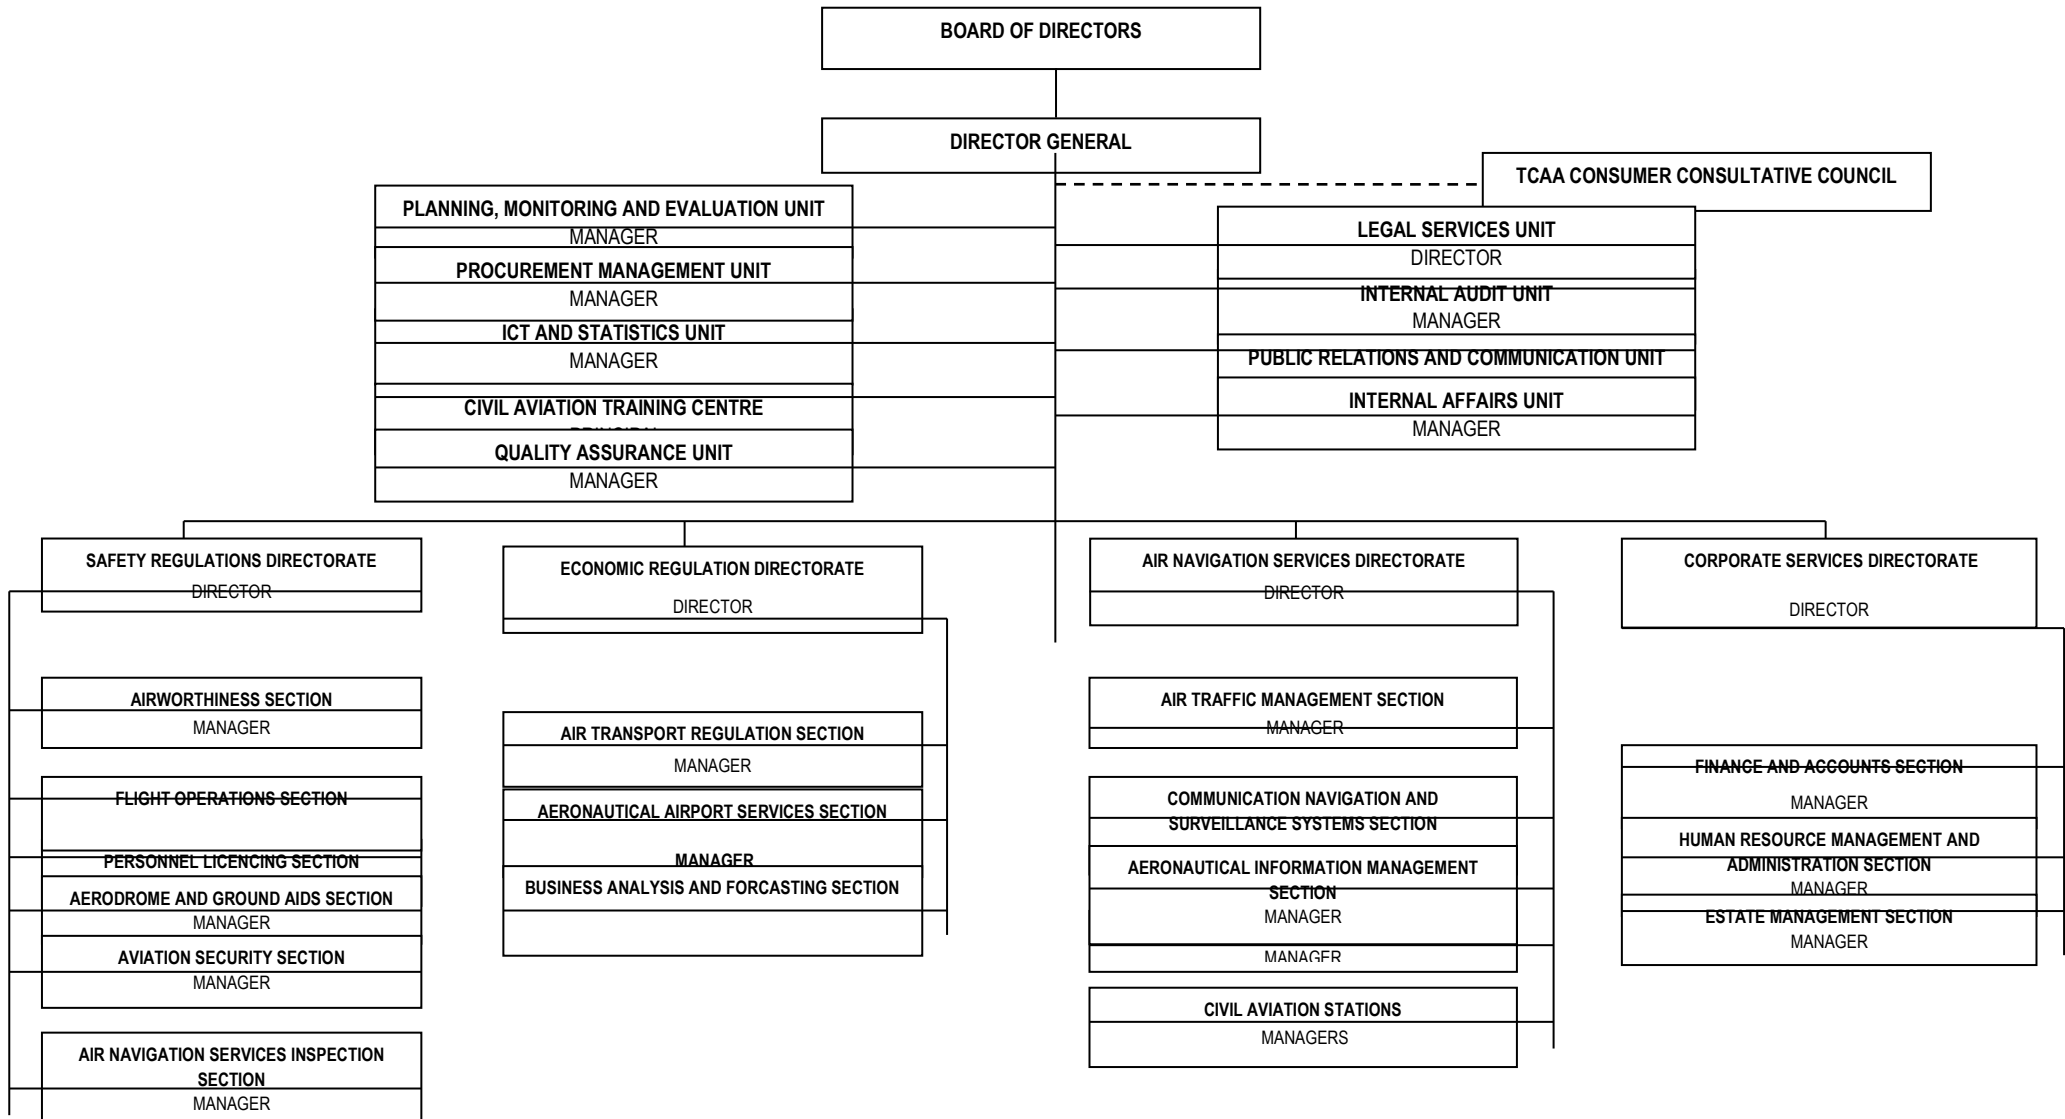 BOARD OF DIRECTORS
DIRECTOR GENERAL
TCAA CONSUMER CONSULTATIVE COUNCIL
PLANNING, MONITORING AND EVALUATION UNIT
MANAGER
PROCUREMENT MANAGEMENT UNIT
MANAGER
ICT AND STATISTICS UNIT
MANAGER
CIVIL AVIATION TRAINING CENTRE
QUALITY ASSURANCE UNIT
MANAGER
LEGAL SERVICES UNIT
DIRECTOR
INTERNAL AUDIT UNIT
MANAGER
PUBLIC RELATIONS AND COMMUNICATION UNIT
INTERNAL AFFAIRS UNIT
MANAGER
SAFETY REGULATIONS DIRECTORATE
DIRECTOR
AIRWORTHINESS SECTION
MANAGER
FLIGHT OPERATIONS SECTION
PERSONNEL LICENCING SECTION
AERODROME AND GROUND AIDS SECTION
MANAGER
AVIATION SECURITY SECTION
MANAGER
AIR NAVIGATION SERVICES INSPECTION
SECTION
MANAGER
ECONOMIC REGULATION DIRECTORATE
DIRECTOR
AIR TRANSPORT REGULATION SECTION
MANAGER
AERONAUTICAL AIRPORT SERVICES SECTION
MANAGER
BUSINESS ANALYSIS AND FORCASTING SECTION
AIR NAVIGATION SERVICES DIRECTORATE
DIRECTOR
AIR TRAFFIC MANAGEMENT SECTION
MANAGER
COMMUNICATION NAVIGATION AND
SURVEILLANCE SYSTEMS SECTION
AERONAUTICAL INFORMATION MANAGEMENT
SECTION
MANAGER
MANAGER
CIVIL AVIATION STATIONS
MANAGERS
CORPORATE SERVICES DIRECTORATE
DIRECTOR
FINANCE AND ACCOUNTS SECTION
MANAGER
HUMAN RESOURCE MANAGEMENT AND
ADMINISTRATION SECTION
MANAGER
ESTATE MANAGEMENT SECTION
MANAGER